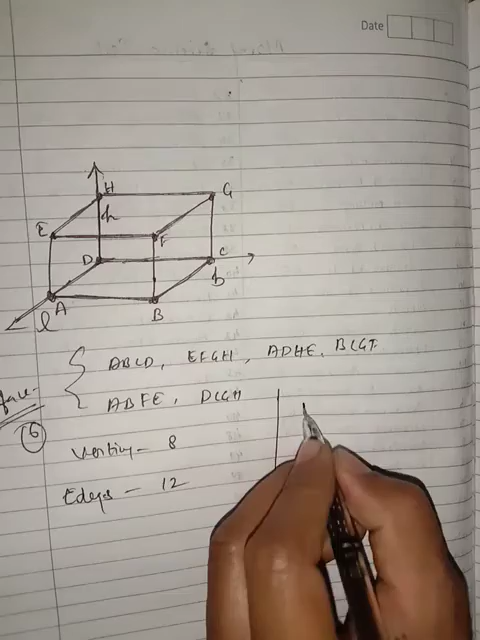 Date
H
G
h
E
F
D
C
b
A
l
B
ABCD, EFGH, ADHE, BCGF
face
ABFE, DCGH
6
Vertices - 8
Edges - 12